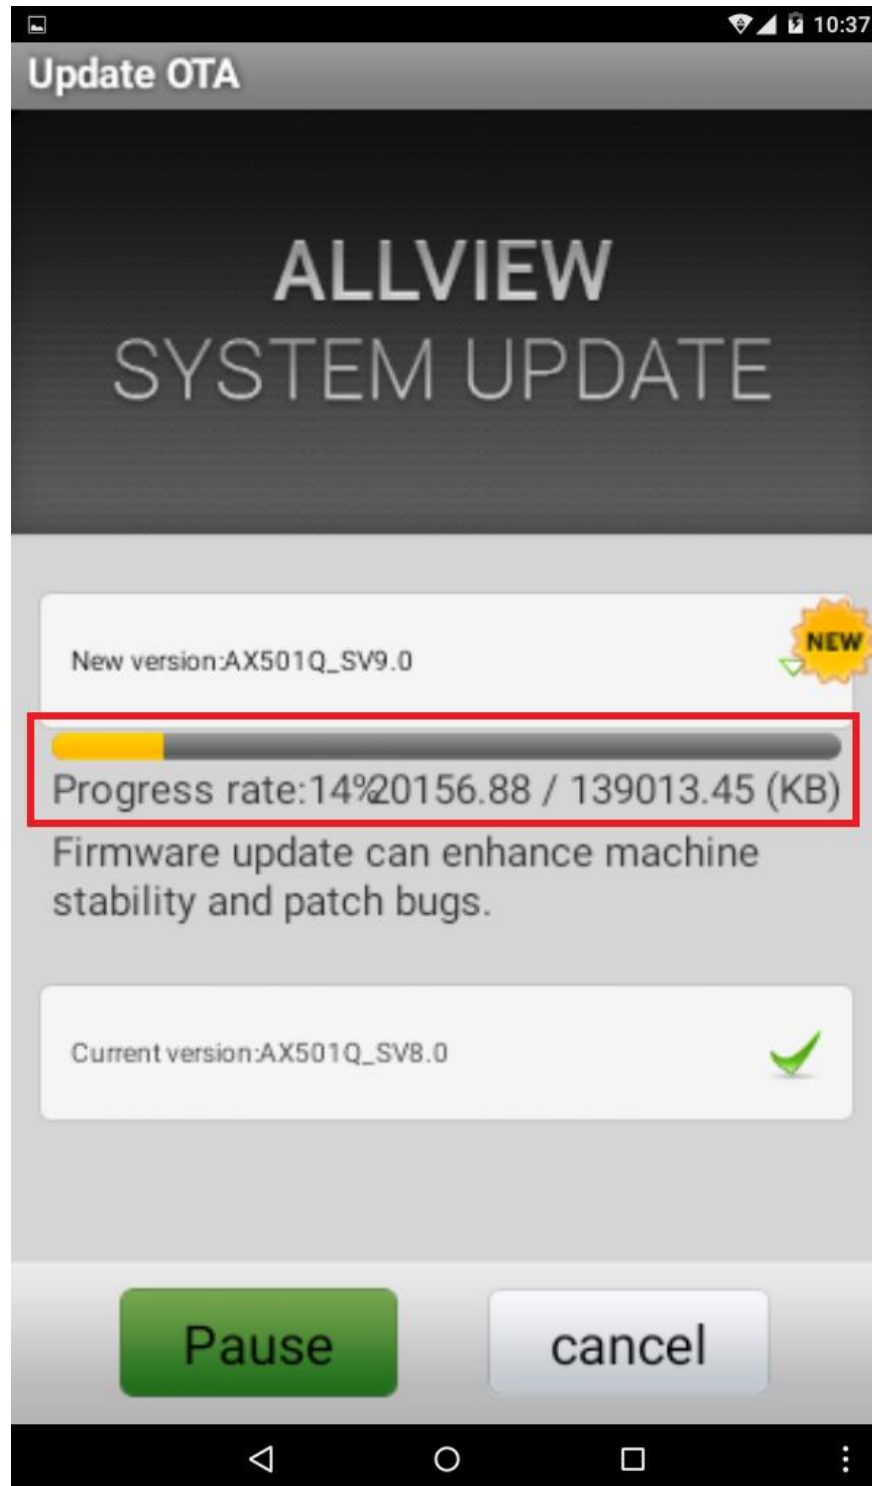 10:37
Update OTA
ALLVIEW
SYSTEM UPDATE
NEW
New version:AX501Q_SV9.0
Progress rate:14%20156.88 / 139013.45 (KB)
Firmware update can enhance machine
stability and patch bugs.
Current version:AX501Q_SV8.0
Pause
cancel